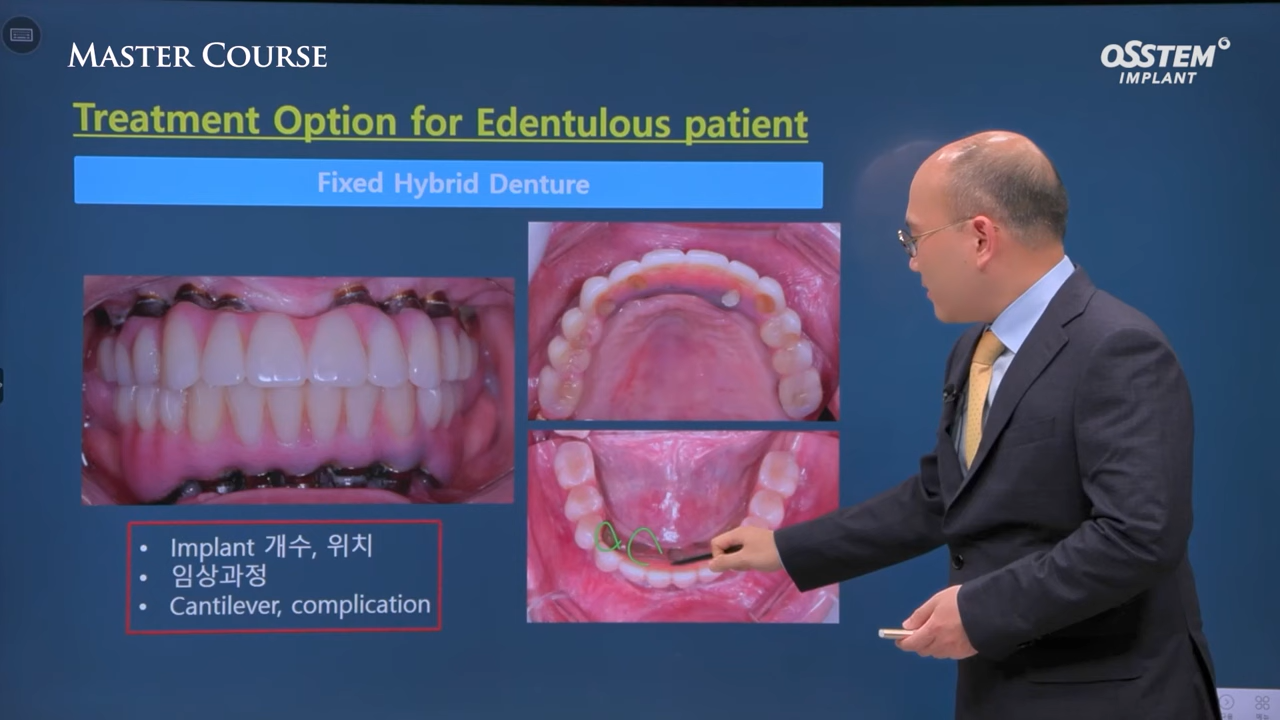 MASTER COURSE
OSSTEM
IMPLANT
Treatment Option for Edentulous patient
Fixed Hybrid Denture
• Implant 개수, 위치
• 임상과정
• Cantilever, complication